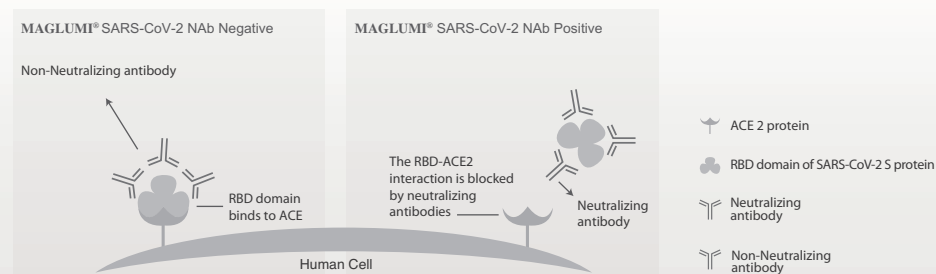 MAGLUMI® SARS-CoV-2 NAb Negative
Non-Neutralizing antibody
RBD domain
binds to ACE
MAGLUMI® SARS-CoV-2 NAb Positive
The RBD-ACE2
interaction is blocked
by neutralizing
antibodies
Neutralizing
antibody
Human Cell
ACE 2 protein
RBD domain of SARS-CoV-2 S protein
Neutralizing
antibody
Non-Neutralizing
antibody